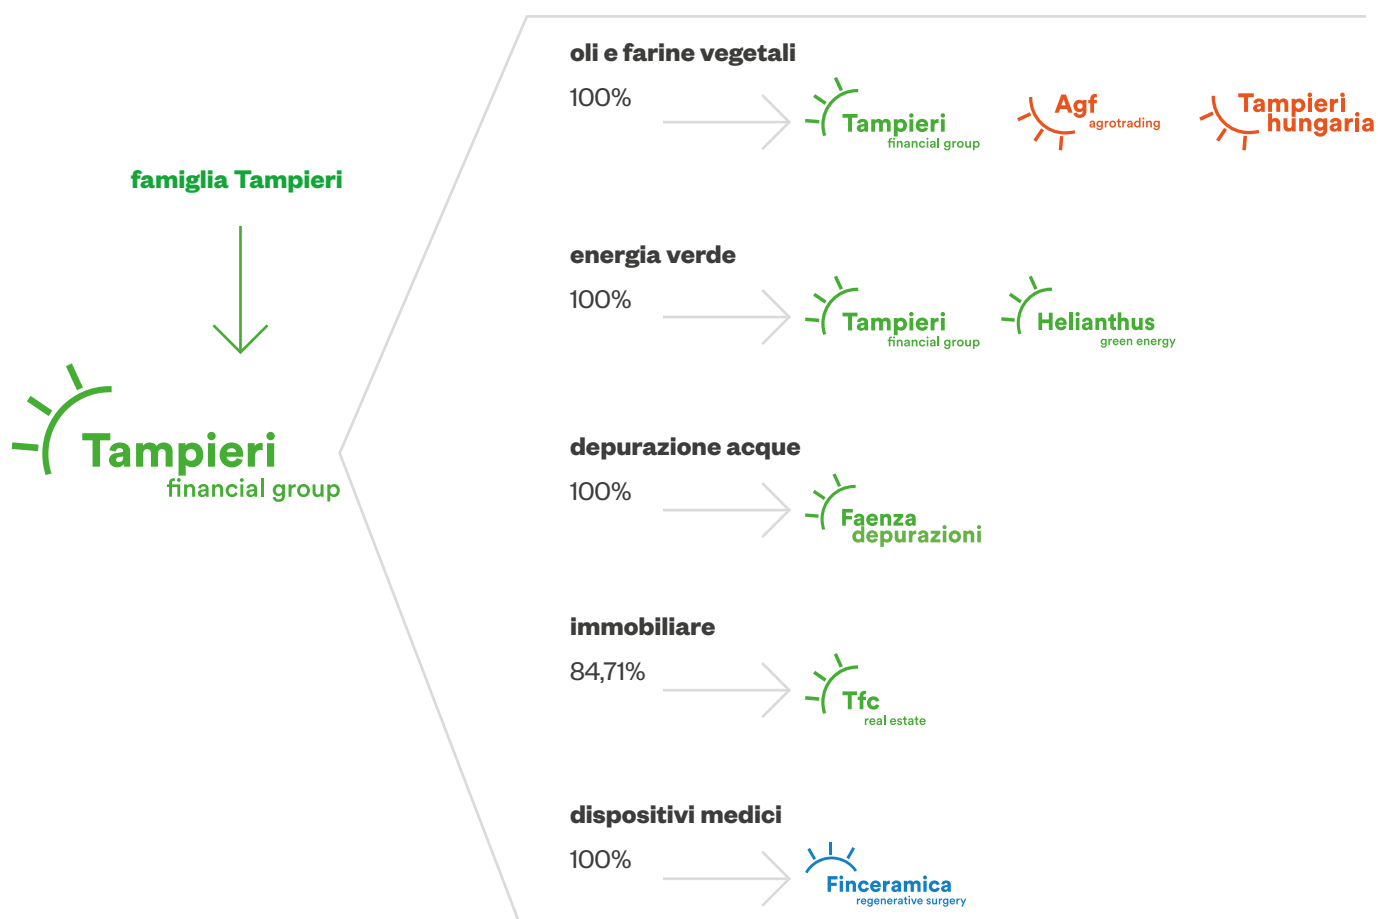 famiglia Tampieri
Tampieri
financial group
oli e farine vegetali
100%
Tampieri
financial group
Agf
agrotrading
Tampieri
hungaria
energia verde
100%
Tampieri
financial group
Helianthus
green energy
depurazione acque
100%
Faenza
depurazioni
immobiliare
84,71%
Tfc
real estate
dispositivi medici
100%
Finceramica
regenerative surgery